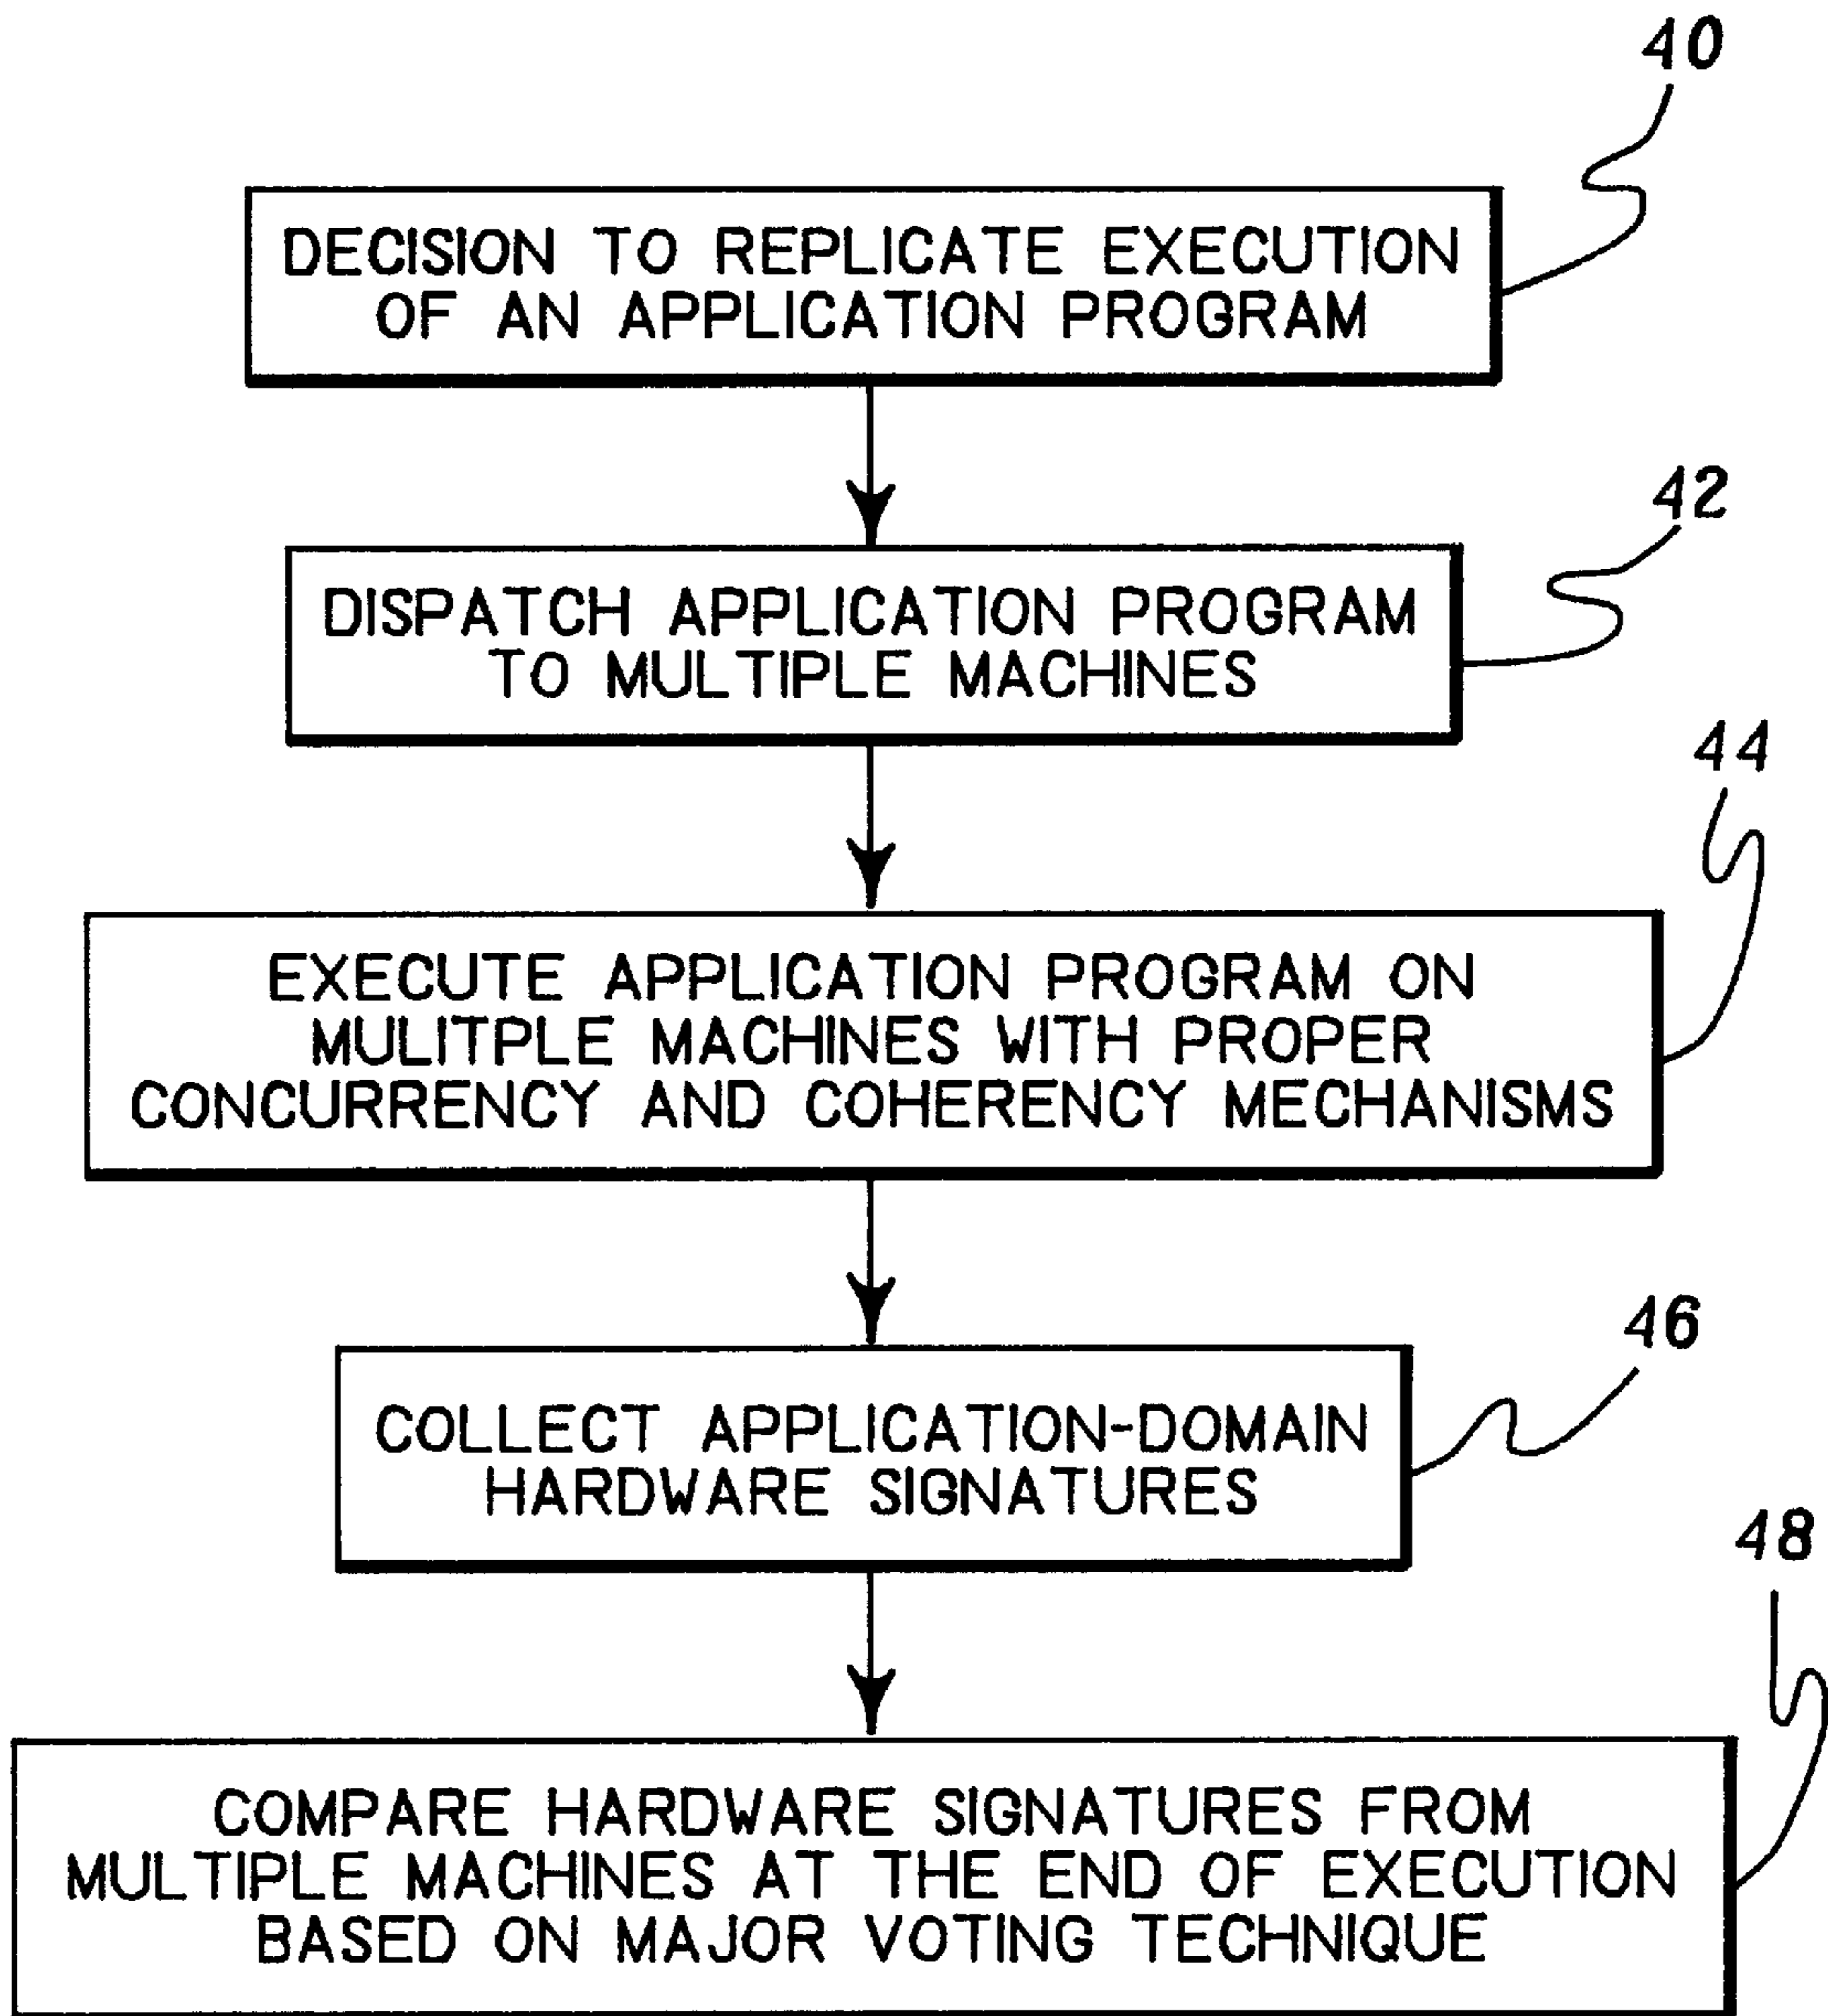 40
DECISION TO REPLICATE EXECUTION
OF AN APPLICATION PROGRAM
42
DISPATCH APPLICATION PROGRAM
TO MULTIPLE MACHINES
44
EXECUTE APPLICATION PROGRAM ON
MULITPLE MACHINES WITH PROPER
CONCURRENCY AND COHERENCY MECHANISMS
46
COLLECT APPLICATION-DOMAIN
HARDWARE SIGNATURES
48
COMPARE HARDWARE SIGNATURES FROM
MULTIPLE MACHINES AT THE END OF EXECUTION
BASED ON MAJOR VOTING TECHNIQUE